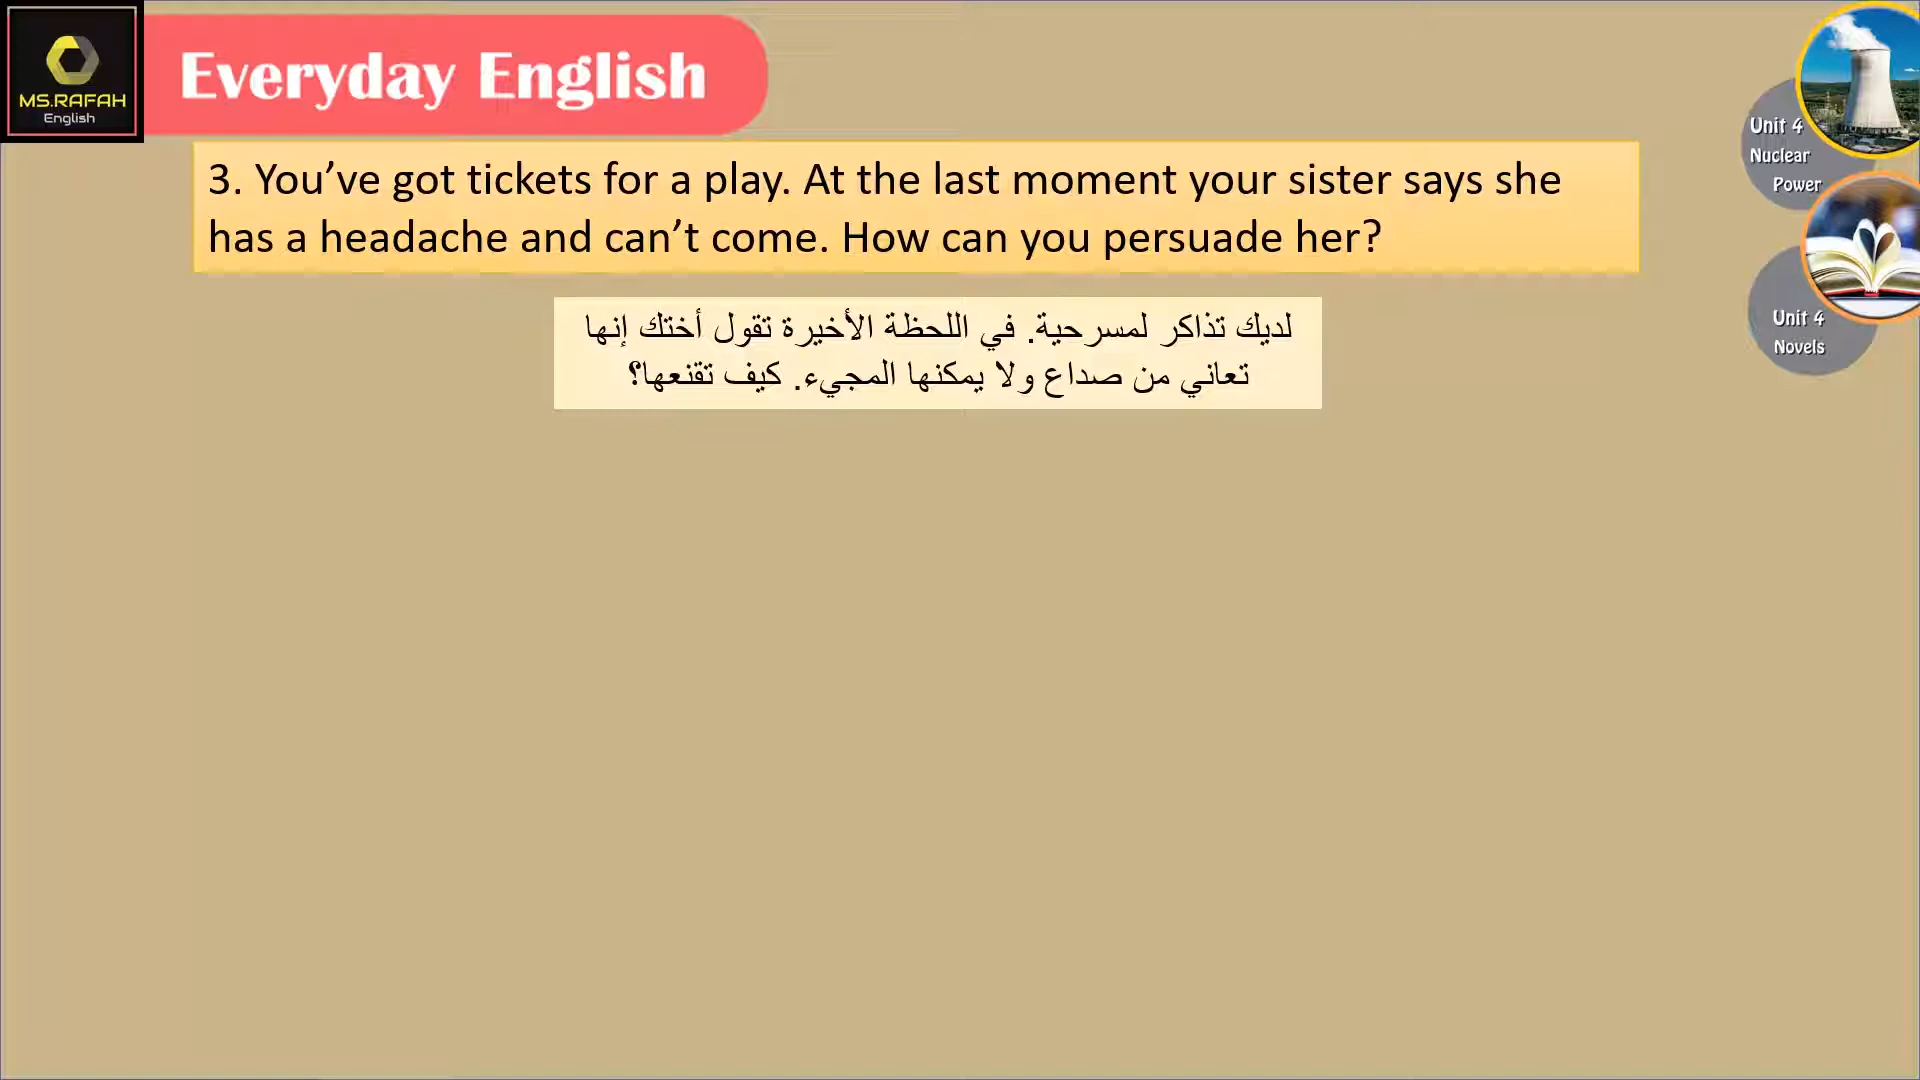 MS.RAFAH
English
Everyday English
3. You’ve got tickets for a play. At the last moment your sister says she
has a headache and can’t come. How can you persuade her?
لديك تذاكر لمسرحية. في اللحظة الأخيرة تقول أختك إنها
تعاني من صداع ولا يمكنها المجيء. كيف تقنعها؟
Unit 4
Nuclear
Power
Unit 4
Novels